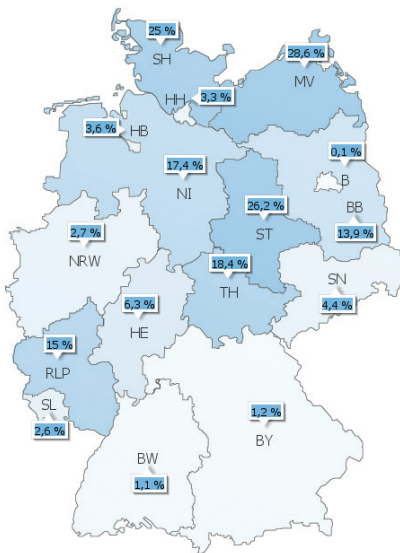 25 %
SH
28,6 %
MV
HH
3,3 %
3,6 %
HB
0,1 %
B
17,4 %
NI
BB
26,2 %
13,9 %
ST
2,7 %
NRW
18,4 %
TH
SN
4,4 %
6,3 %
HE
15 %
RLP
SL
2,6 %
1,2 %
BY
BW
1,1 %